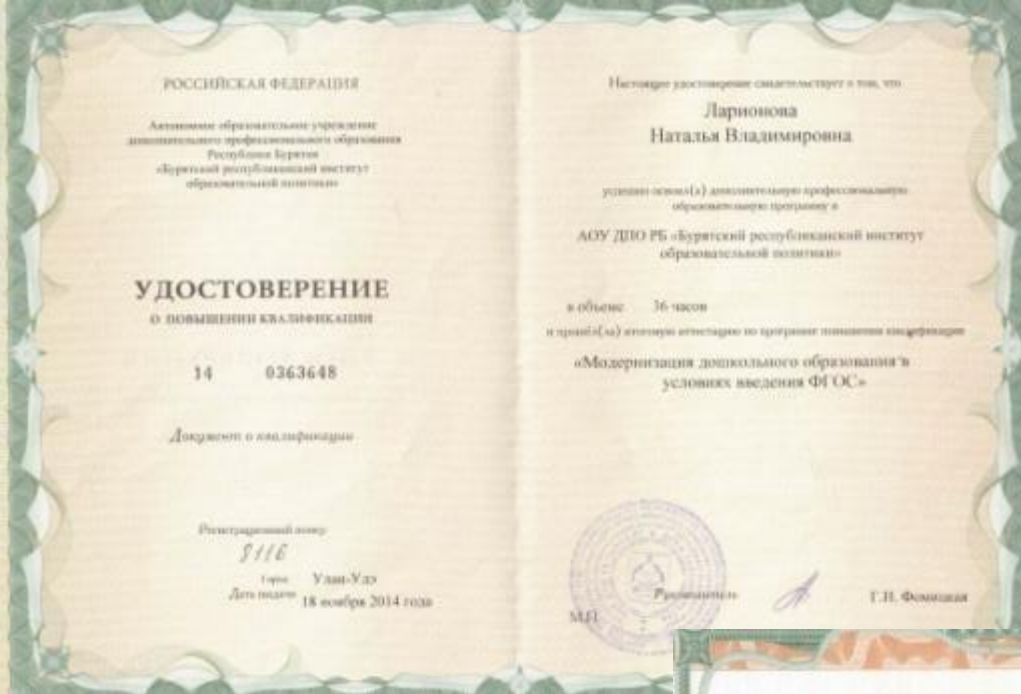 РОССИЙСКАЯ ФЕДЕРАЦИЯ
Автономное образовательное учреждение
дополнительного профессионального образования
Республики Бурятия
«Бурятский республиканский институт
образовательной политики»
УДОСТОВЕРЕНИЕ
О ПОВЫШЕНИИ КВАЛИФИКАЦИИ
14 0363648
Документ о квалификации
Регистрационный номер
Город Улан-Удэ
Дата выдачи 18 ноября 2014 года
Настоящее удостоверение свидетельствует о том, что
Ларионова
Наталья Владимировна
успешно освоил(а) дополнительную профессиональную
образовательную программу в
АОУ ДПО РБ «Бурятский республиканский институт
образовательной политики»
в объеме 36 часов
и прошёл(ла) итоговую аттестацию по программе повышения квалификации
«Модернизация дошкольного образования в
условиях введения ФГОС»
Руководитель Г.Н. Фомицкая
М.П.